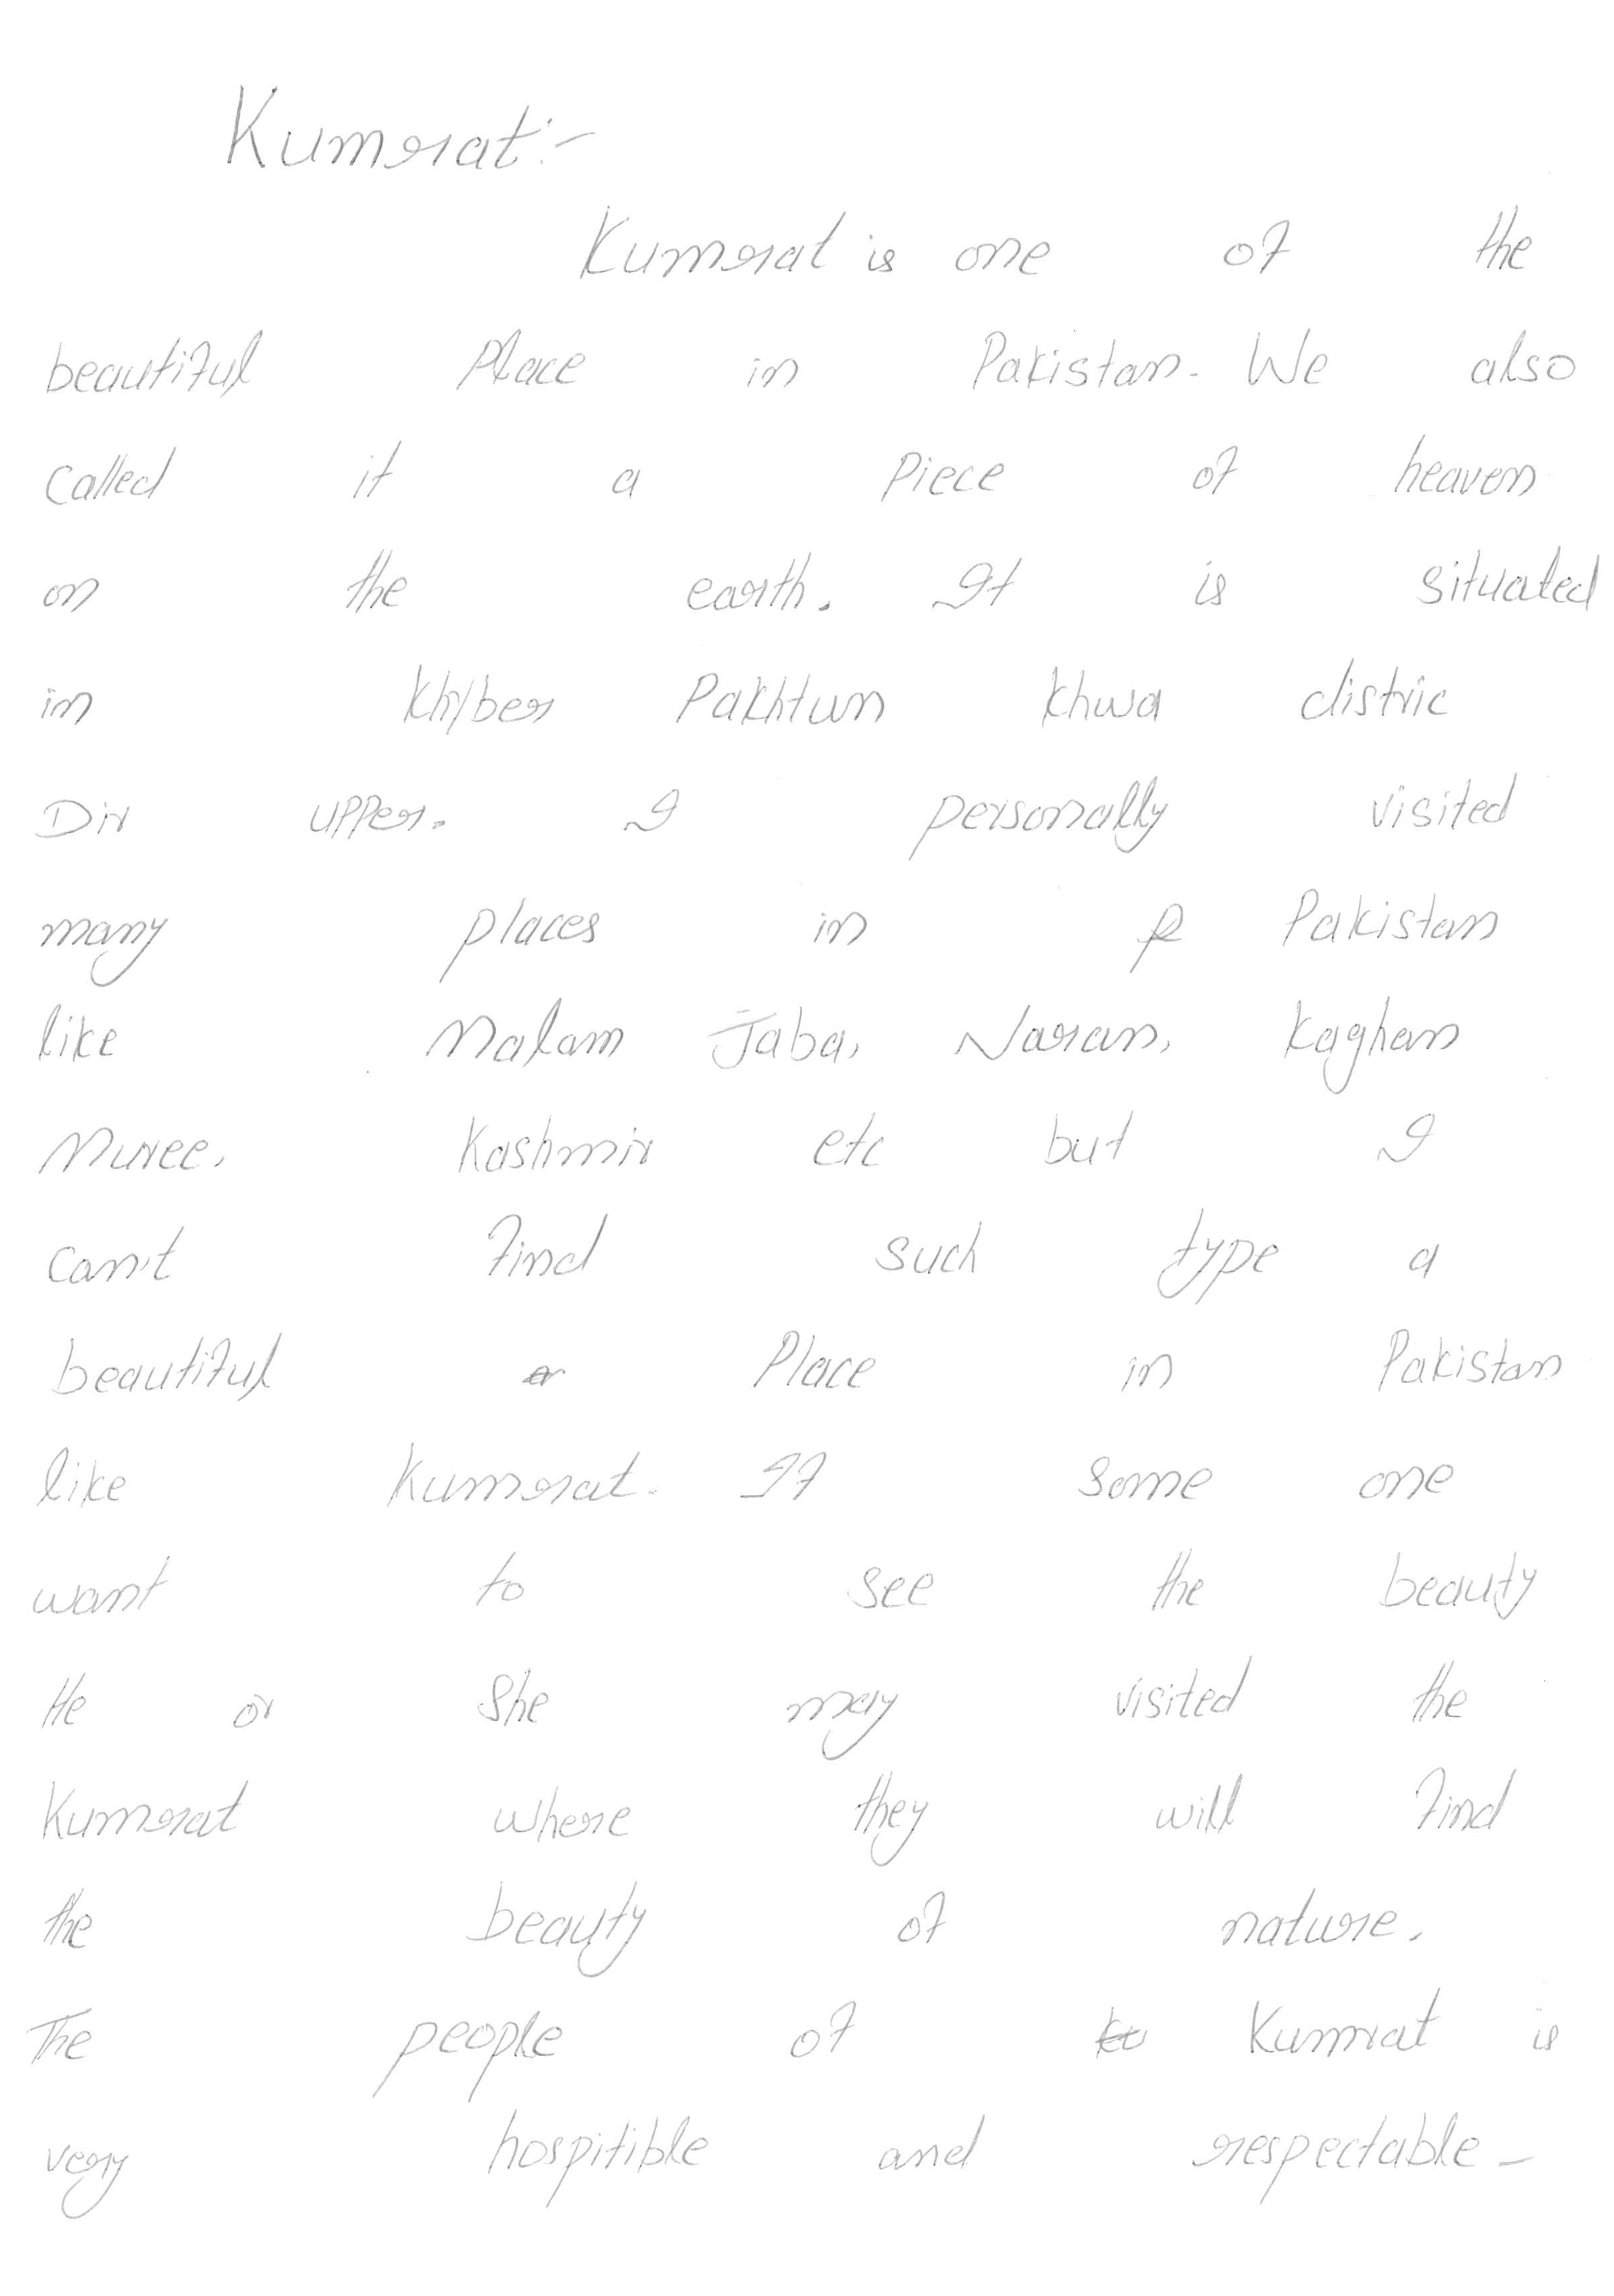 Kumrat:-
Kumrat is one of the
beautiful Place in Pakistan. We also
Called it a Piece of heaven
on the earth. It is situated
in Khyber Pakhtun khwa distric
Dir upper. I personally visited
many places in Pakistan
like Malam Jaba, Naran, Kaghan
Murree, Kashmir etc but I
can't find such type a
beautiful Place in Pakistan
like Kumrat. If some one
want to see the beauty
He or She may visited the
Kumrat where they will find
the beauty of nature.
The people of Kumrat is
very hospitible and respectable-